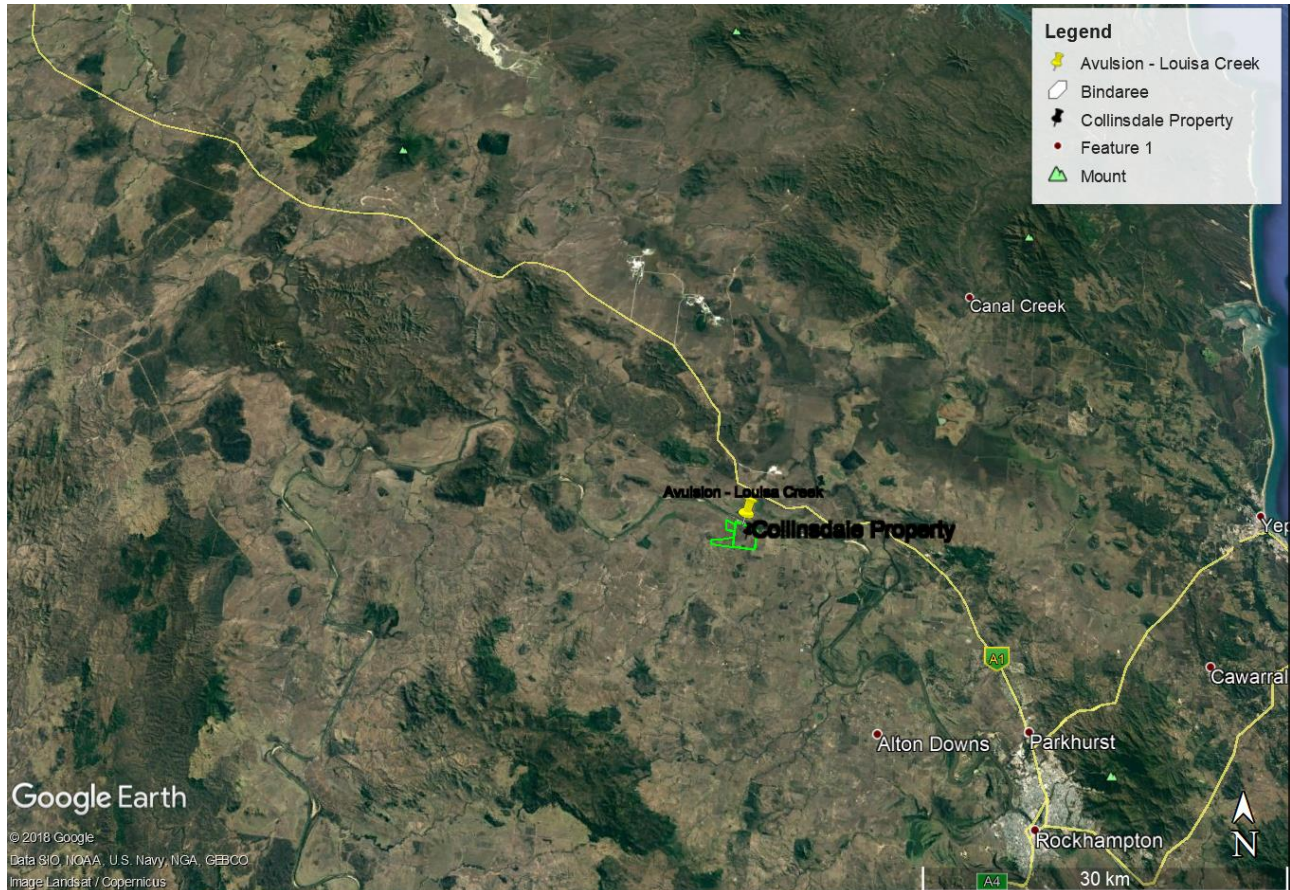 Legend
Avulsion - Louisa Creek
Bindaree
Collinsdale Property
Feature 1
Mount
Canal Creek
Avulsion - Louisa Creek
Collinsdale Property
Yep
A1
Cawarral
Alton Downs
Parkhurst
Rockhampton
Google Earth
N
© 2018 Google
Data SIO, NOAA, U.S. Navy, NGA, GEBCO
Image Landsat / Copernicus
A4
30 km